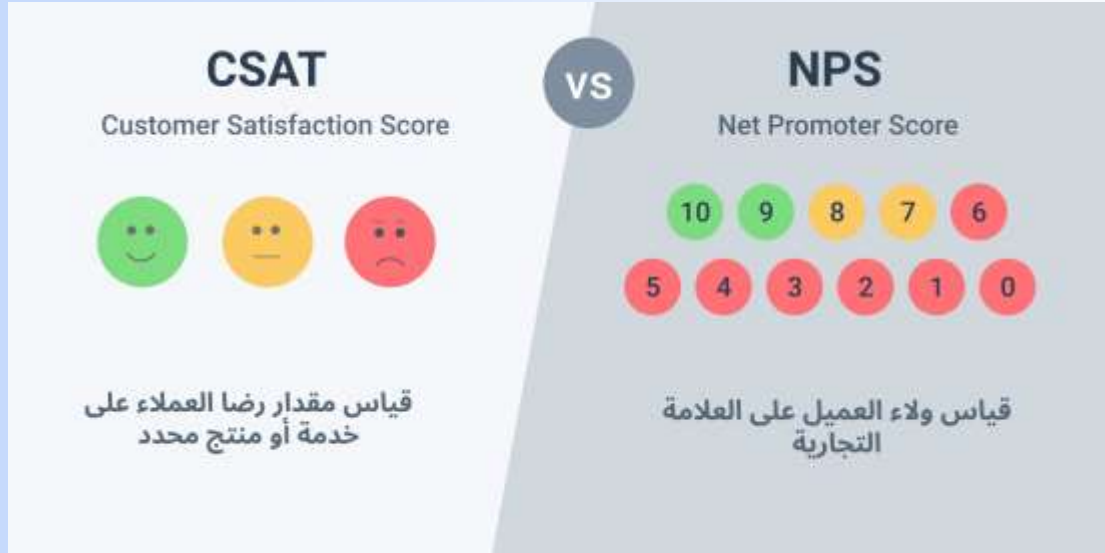 CSAT
Customer Satisfaction Score
قياس مقدار رضا العملاء على
خدمة أو منتج محدد
VS
NPS
Net Promoter Score
10 9 8 7 6
5 4 3 2 1 0
قياس ولاء العميل على العلامة
التجارية